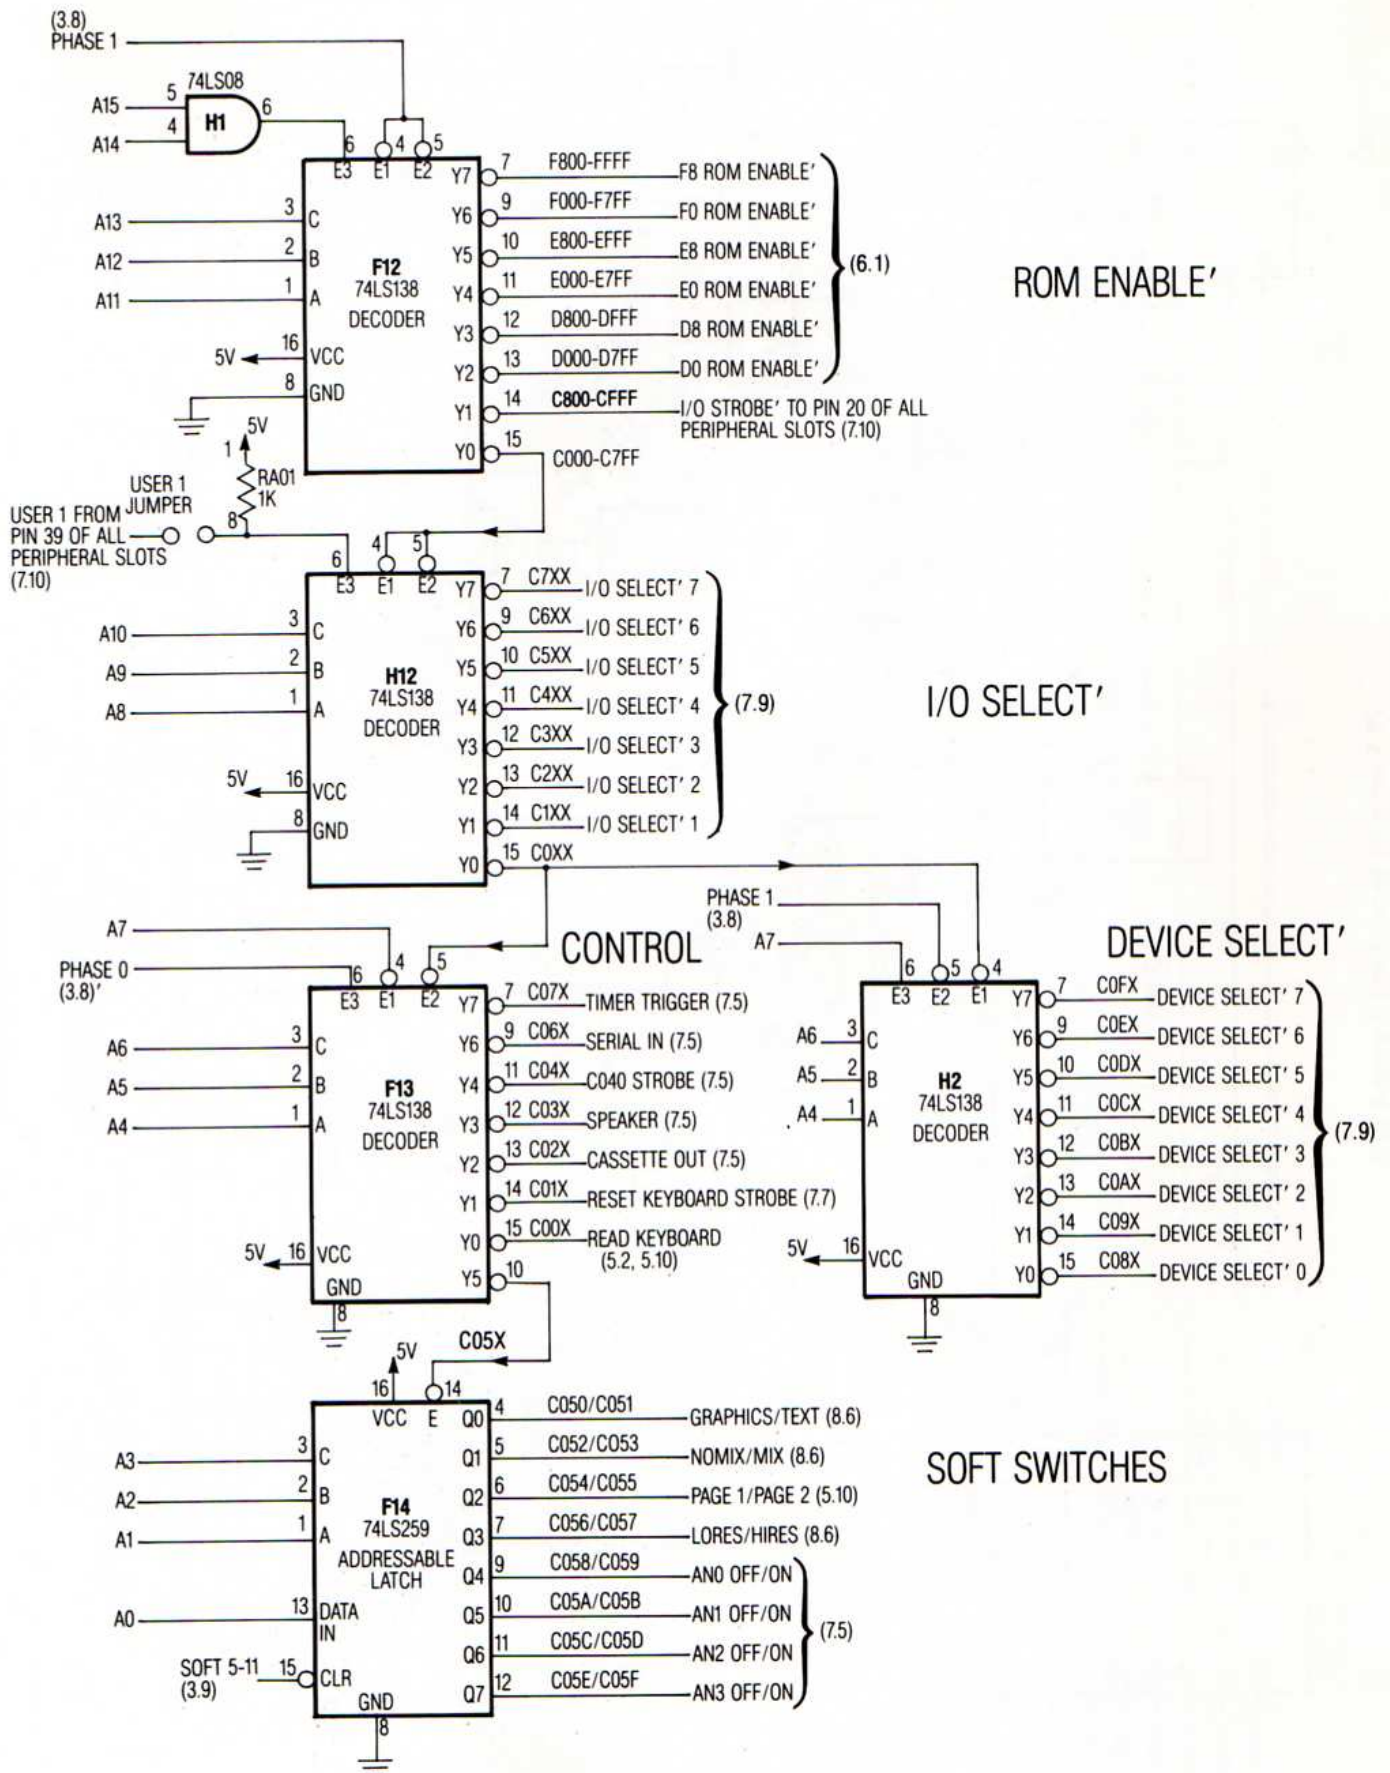 (3.8)
PHASE 1
74LS08
A15 5
A14 4
H1
6
6 4 5
E3 E1 E2
A13 3 C
A12 2 B
A11 1 A
F12
74LS138
DECODER
5V 16 VCC
8 GND
Y7 7 F800-FFFF F8 ROM ENABLE′
Y6 9 F000-F7FF F0 ROM ENABLE′
Y5 10 E800-EFFF E8 ROM ENABLE′
Y4 11 E000-E7FF E0 ROM ENABLE′
Y3 12 D800-DFFF D8 ROM ENABLE′
Y2 13 D000-D7FF D0 ROM ENABLE′
(6.1)
ROM ENABLE′
Y1 14 C800-CFFF I/O STROBE′ TO PIN 20 OF ALL
PERIPHERAL SLOTS (7.10)
Y0 15 C000-C7FF
5V
1
RA01
1K
8
USER 1
JUMPER
USER 1 FROM
PIN 39 OF ALL
PERIPHERAL SLOTS
(7.10)
6 4 5
E3 E1 E2
A10 3 C
A9 2 B
A8 1 A
H12
74LS138
DECODER
5V 16 VCC
8 GND
Y7 7 C7XX I/O SELECT′ 7
Y6 9 C6XX I/O SELECT′ 6
Y5 10 C5XX I/O SELECT′ 5
Y4 11 C4XX I/O SELECT′ 4
Y3 12 C3XX I/O SELECT′ 3
Y2 13 C2XX I/O SELECT′ 2
Y1 14 C1XX I/O SELECT′ 1
(7.9)
I/O SELECT′
Y0 15 C0XX
A7
PHASE 0
(3.8)′
CONTROL
6 4 5
E3 E1 E2
A6 3 C
A5 2 B
A4 1 A
F13
74LS138
DECODER
5V 16 VCC
GND
8
Y7 7 C07X TIMER TRIGGER (7.5)
Y6 9 C06X SERIAL IN (7.5)
Y4 11 C04X C040 STROBE (7.5)
Y3 12 C03X SPEAKER (7.5)
Y2 13 C02X CASSETTE OUT (7.5)
Y1 14 C01X RESET KEYBOARD STROBE (7.7)
Y0 15 C00X READ KEYBOARD
(5.2, 5.10)
Y5 10
C05X
PHASE 1
(3.8)
A7
DEVICE SELECT′
6 5 4
E3 E2 E1
A6 3 C
A5 2 B
A4 1 A
H2
74LS138
DECODER
5V 16 VCC
GND
8
Y7 7 C0FX DEVICE SELECT′ 7
Y6 9 C0EX DEVICE SELECT′ 6
Y5 10 C0DX DEVICE SELECT′ 5
Y4 11 C0CX DEVICE SELECT′ 4
Y3 12 C0BX DEVICE SELECT′ 3
Y2 13 C0AX DEVICE SELECT′ 2
Y1 14 C09X DEVICE SELECT′ 1
Y0 15 C08X DEVICE SELECT′ 0
(7.9)
5V
16 14
VCC E
A3 3 C
A2 2 B
A1 1 A
F14
74LS259
ADDRESSABLE
LATCH
A0 13 DATA
IN
SOFT 5-11 15 CLR
(3.9)
GND
8
Q0 4 C050/C051 GRAPHICS/TEXT (8.6)
Q1 5 C052/C053 NOMIX/MIX (8.6)
Q2 6 C054/C055 PAGE 1/PAGE 2 (5.10)
Q3 7 C056/C057 LORES/HIRES (8.6)
Q4 9 C058/C059 AN0 OFF/ON
Q5 10 C05A/C05B AN1 OFF/ON
Q6 11 C05C/C05D AN2 OFF/ON
Q7 12 C05E/C05F AN3 OFF/ON
(7.5)
SOFT SWITCHES